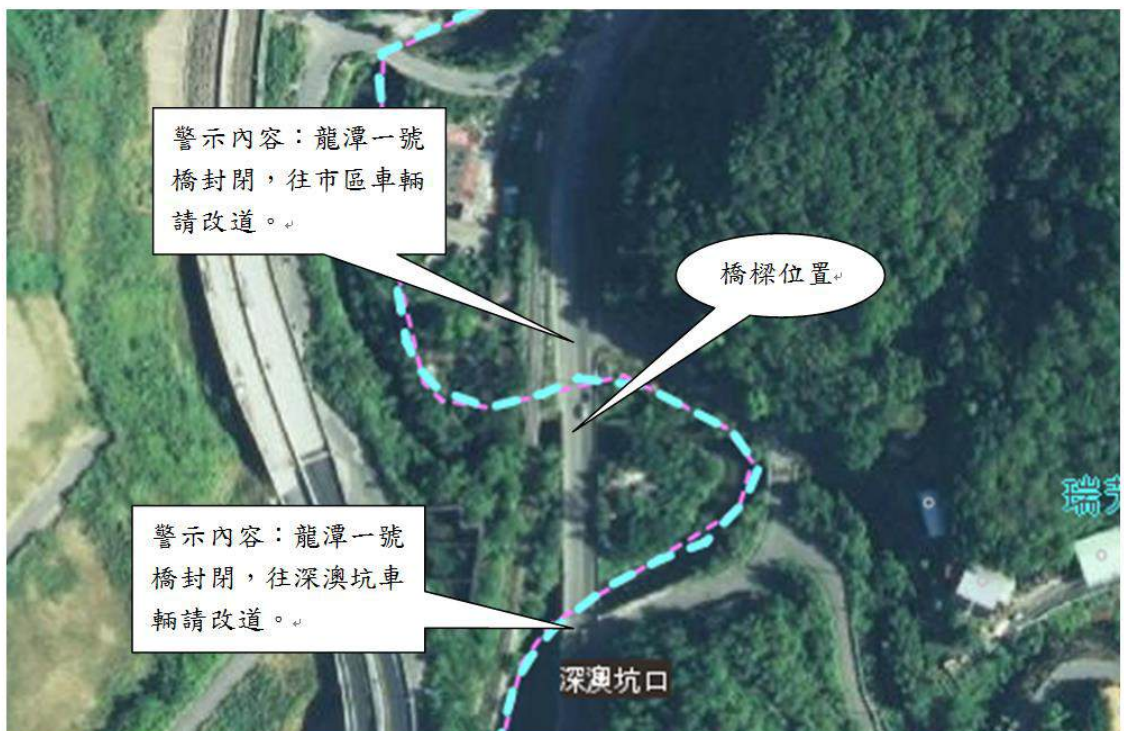 警示內容：龍潭一號
橋封閉，往市區車輛
請改道。
橋樑位置
瑞
警示內容：龍潭一號
橋封閉，往深澳坑車
輛請改道。
深澳坑口